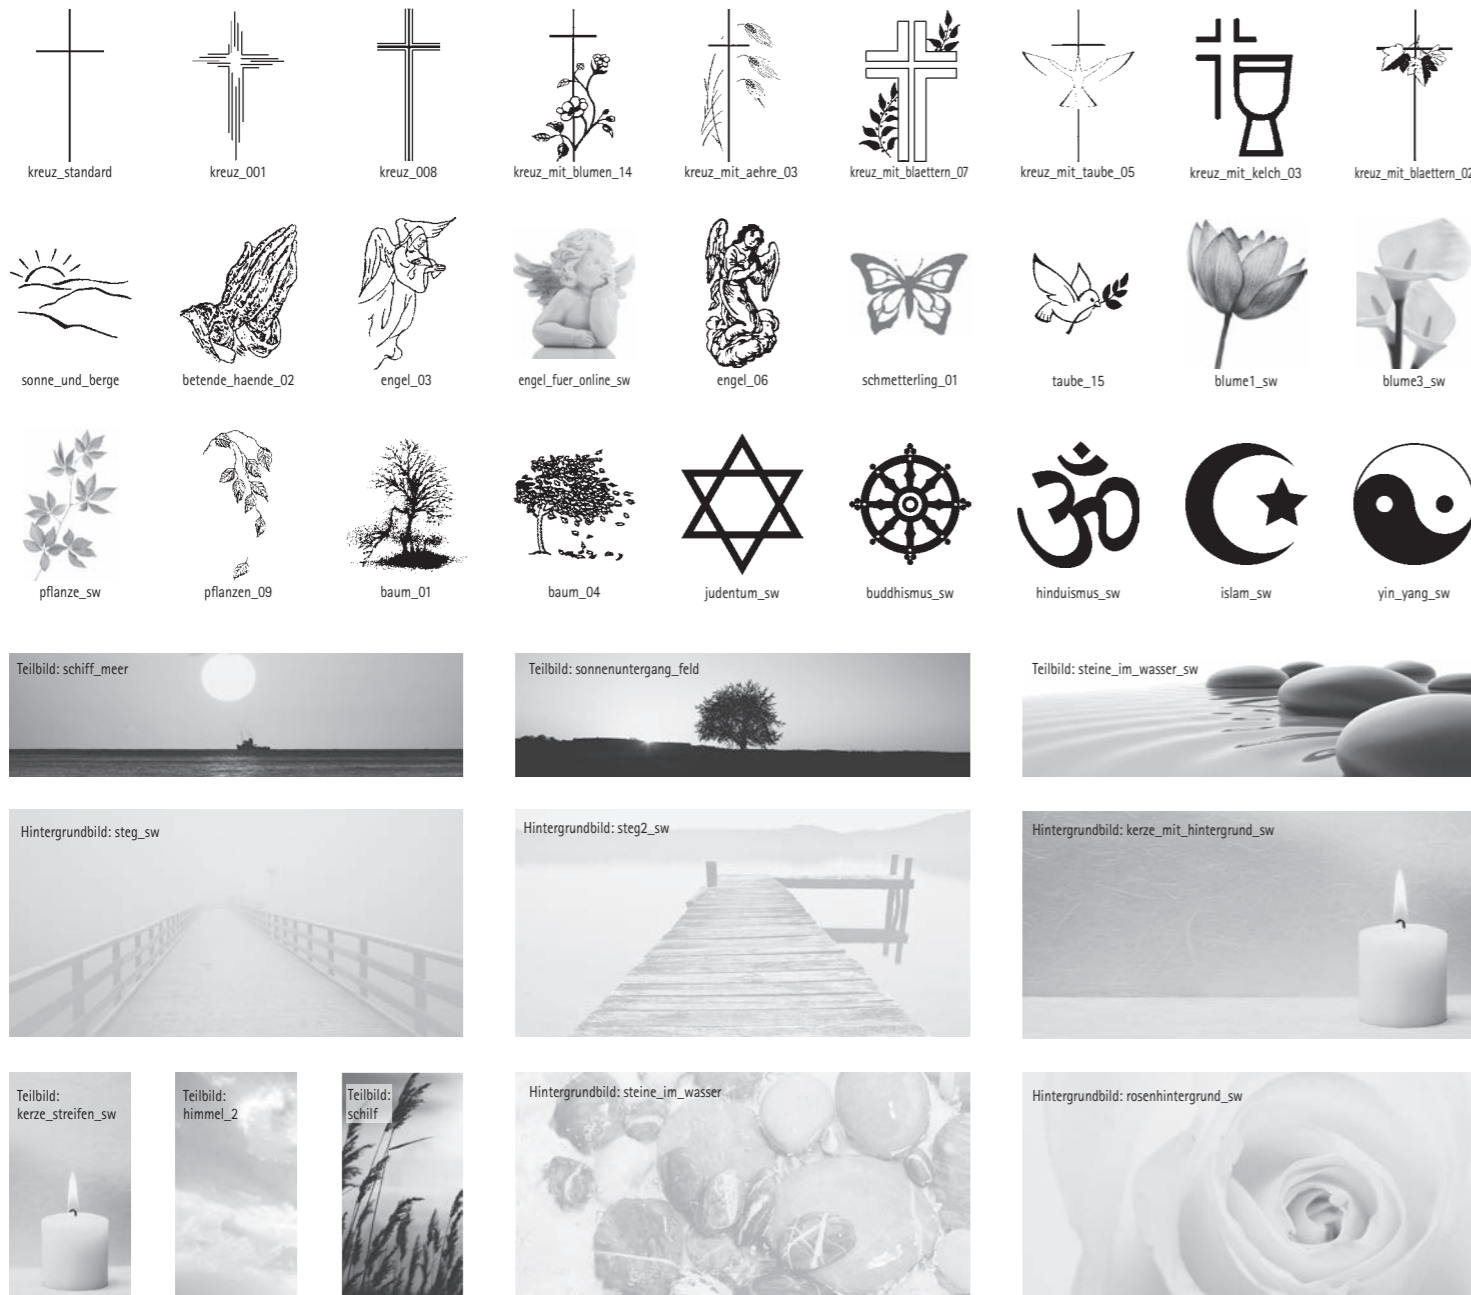 kreuz_standard
kreuz_001
kreuz_008
kreuz_mit_blumen_14
kreuz_mit_aehre_03
kreuz_mit_blaettern_07
kreuz_mit_taube_05
kreuz_mit_kelch_03
kreuz_mit_blaettern_02
sonne_und_berge
betende_haende_02
engel_03
engel_fuer_online_sw
engel_06
schmetterling_01
taube_15
blume1_sw
blume3_sw
pflanze_sw
pflanzen_09
baum_01
baum_04
judentum_sw
buddhismus_sw
hinduismus_sw
islam_sw
yin_yang_sw
Teilbild: schiff_meer
Teilbild: sonnenuntergang_feld
Teilbild: steine_im_wasser_sw
Hintergrundbild: steg_sw
Hintergrundbild: steg2_sw
Hintergrundbild: kerze_mit_hintergrund_sw
Teilbild:
kerze_streifen_sw
Teilbild:
himmel_2
Teilbild:
schilf
Hintergrundbild: steine_im_wasser
Hintergrundbild: rosenhintergrund_sw